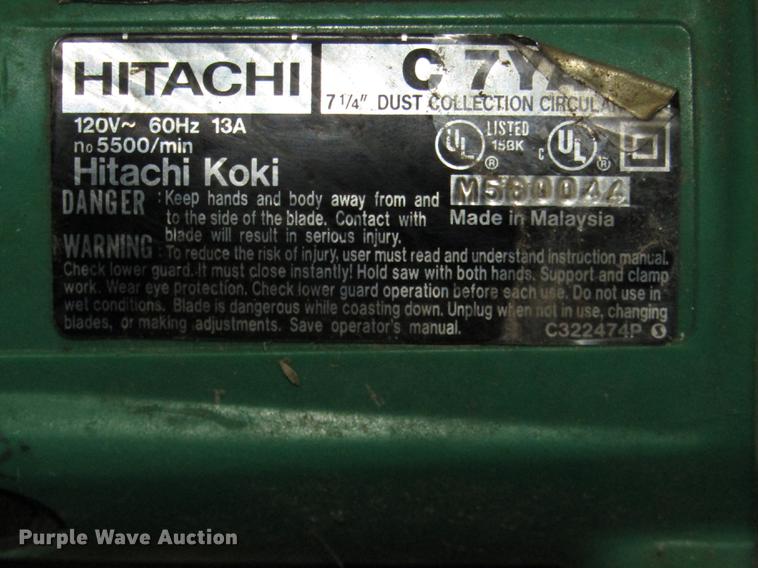 HITACHI
C 7YA
7 1/4" DUST COLLECTION CIRCULAR
120V~ 60Hz 13A
no 5500/min
Hitachi Koki
UL LISTED 15BK c UL
® ®
M580044
Made in Malaysia
DANGER : Keep hands and body away from and
to the side of the blade. Contact with
blade will result in serious injury.
WARNING : To reduce the risk of injury, user must read and understand instruction manual.
Check lower guard. It must close instantly! Hold saw with both hands. Support and clamp
work. Wear eye protection. Check lower guard operation before each use. Do not use in
wet conditions. Blade is dangerous while coasting down. Unplug when not in use, changing
blades, or making adjustments. Save operator's manual.
C322474P
Purple Wave Auction